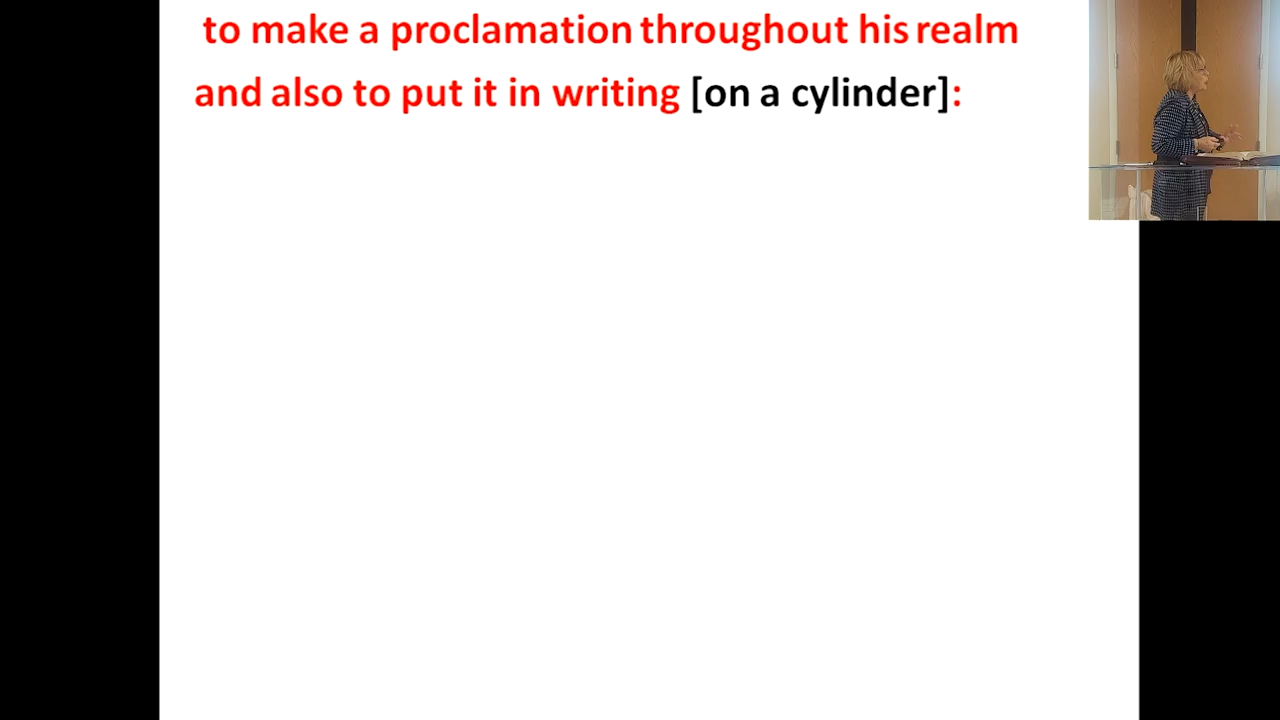 to make a proclamation throughout his realm
and also to put it in writing [on a cylinder]: